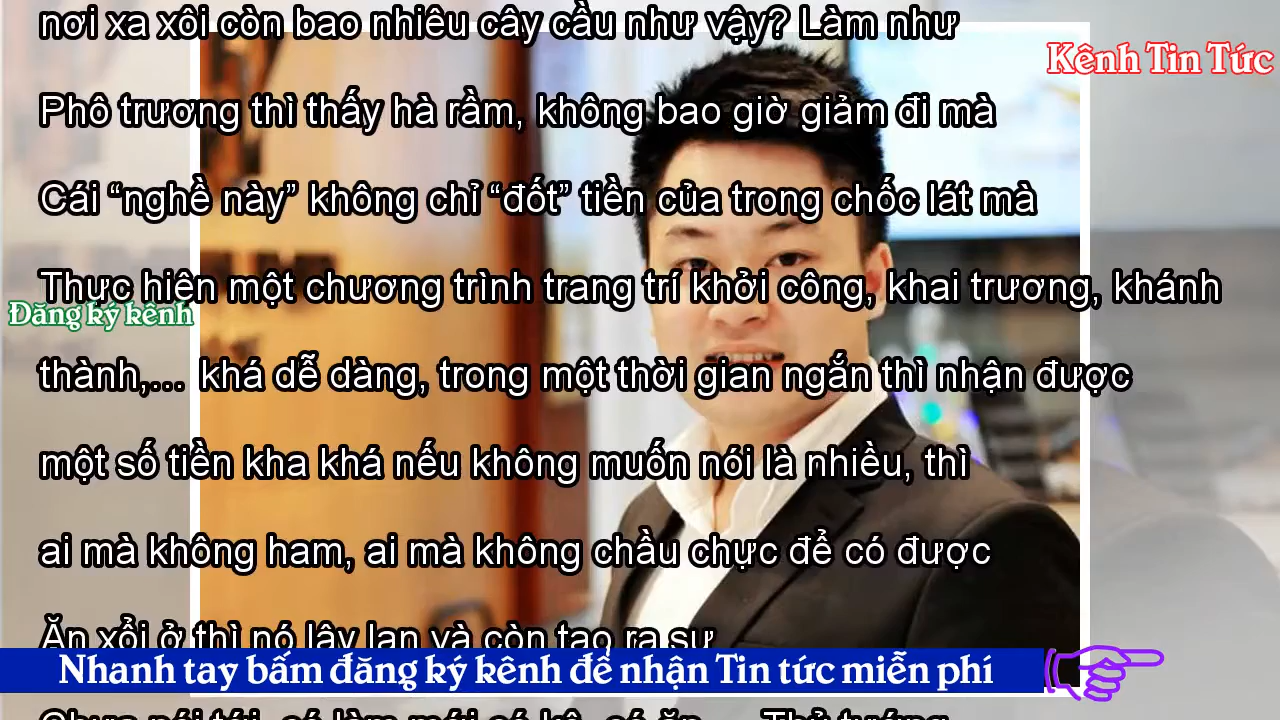 nơi xa xôi còn bao nhiêu cây cầu như vậy? Làm như
Kênh Tin Tức
Phô trương thì thấy hà rầm, không bao giờ giảm đi mà
Cái “nghề này” không chỉ “đốt” tiền của trong chốc lát mà
Thực hiện một chương trình trang trí khởi công, khai trương, khánh
Đăng ký kênh
thành,... khá dễ dàng, trong một thời gian ngắn thì nhận được
một số tiền kha khá nếu không muốn nói là nhiều, thì
ai mà không ham, ai mà không chầu chực để có được
Ăn xổi ở thì nó lây lan và còn tạo ra sự
Nhanh tay bấm đăng ký kênh để nhận Tin tức miễn phí